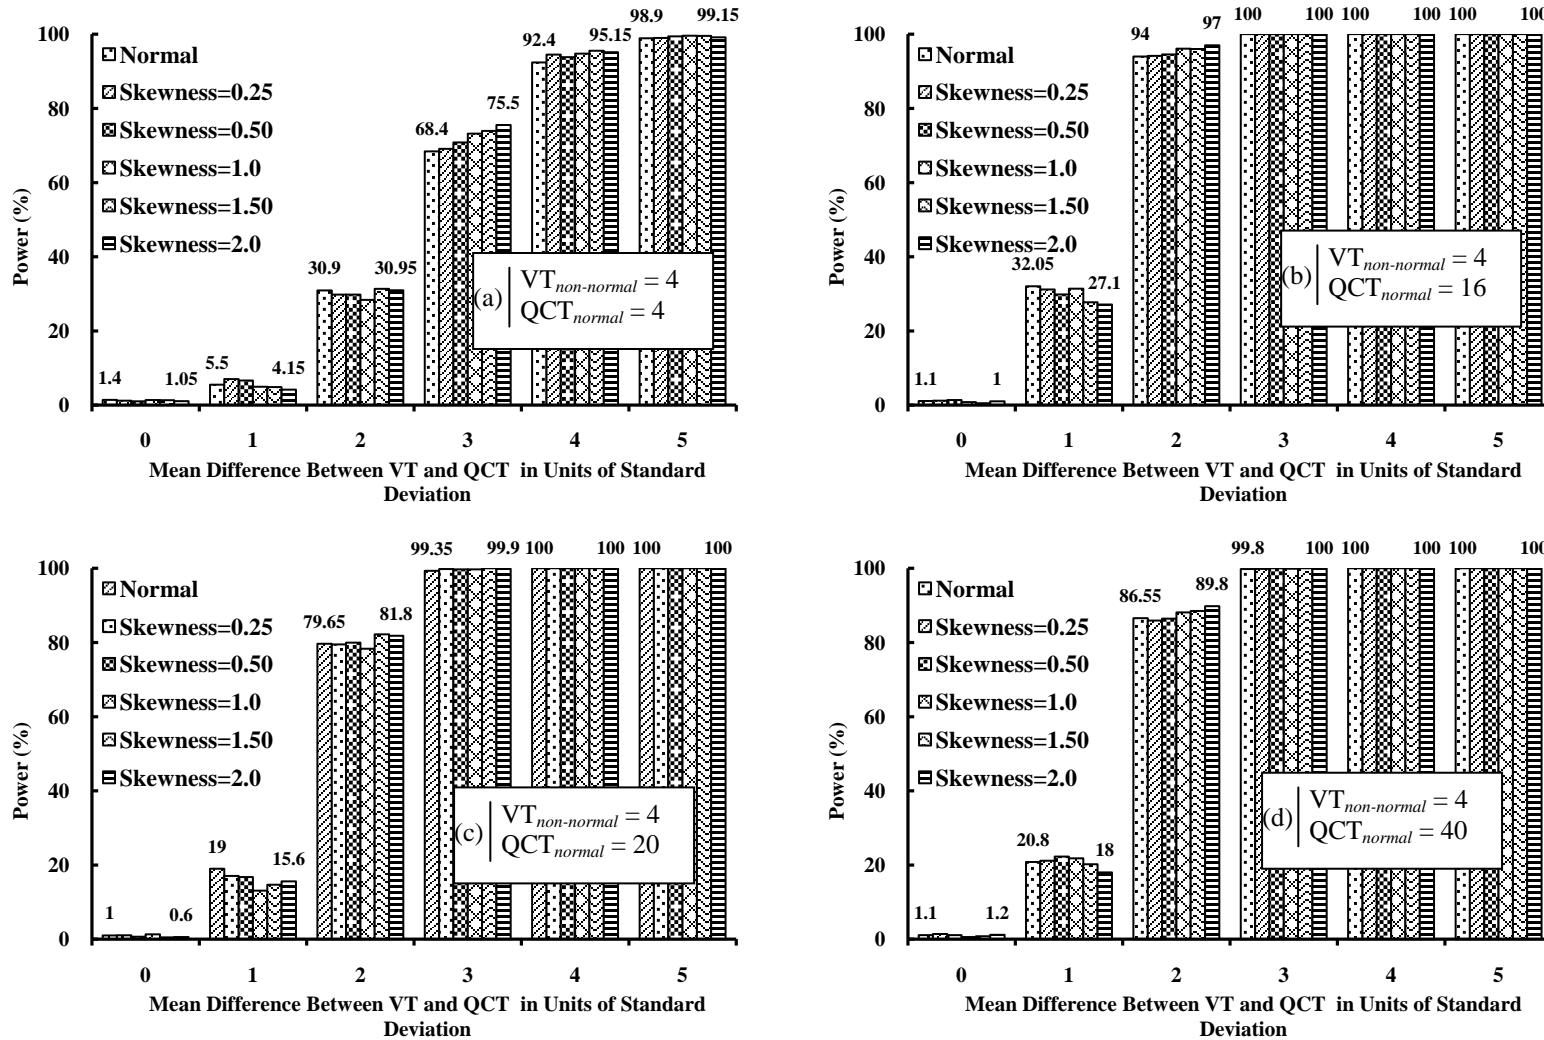 98.9 99.15
92.4 95.15
100
Normal
Skewness=0.25
Skewness=0.50
Skewness=1.0
Skewness=1.50
Skewness=2.0
80
75.5
68.4
60
Power (%)
40
30.9 30.95
(a) VTnon-normal = 4
QCTnormal = 4
20
5.5 4.15
1.4 1.05
0
0 1 2 3 4 5
Mean Difference Between VT and QCT in Units of Standard
Deviation
100 100 100 100 100 100
94 97
100
Normal
Skewness=0.25
Skewness=0.50
Skewness=1.0
Skewness=1.50
Skewness=2.0
80
60
Power (%)
40
32.05 27.1
(b) VTnon-normal = 4
QCTnormal = 16
20
1.1 1
0
0 1 2 3 4 5
Mean Difference Between VT and QCT in Units of Standard
Deviation
99.35 99.9 100 100 100 100
100
Normal
Skewness=0.25
Skewness=0.50
Skewness=1.0
Skewness=1.50
Skewness=2.0
79.65 81.8
80
60
Power (%)
40
(c) VTnon-normal = 4
QCTnormal = 20
20
19 15.6
1 0.6
0
0 1 2 3 4 5
Mean Difference Between VT and QCT in Units of Standard
Deviation
99.8 100 100 100 100 100
100
Normal
Skewness=0.25
Skewness=0.50
Skewness=1.0
Skewness=1.50
Skewness=2.0
86.55 89.8
80
60
Power (%)
40
(d) VTnon-normal = 4
QCTnormal = 40
20
20.8 18
1.1 1.2
0
0 1 2 3 4 5
Mean Difference Between VT and QCT in Units of Standard
Deviation